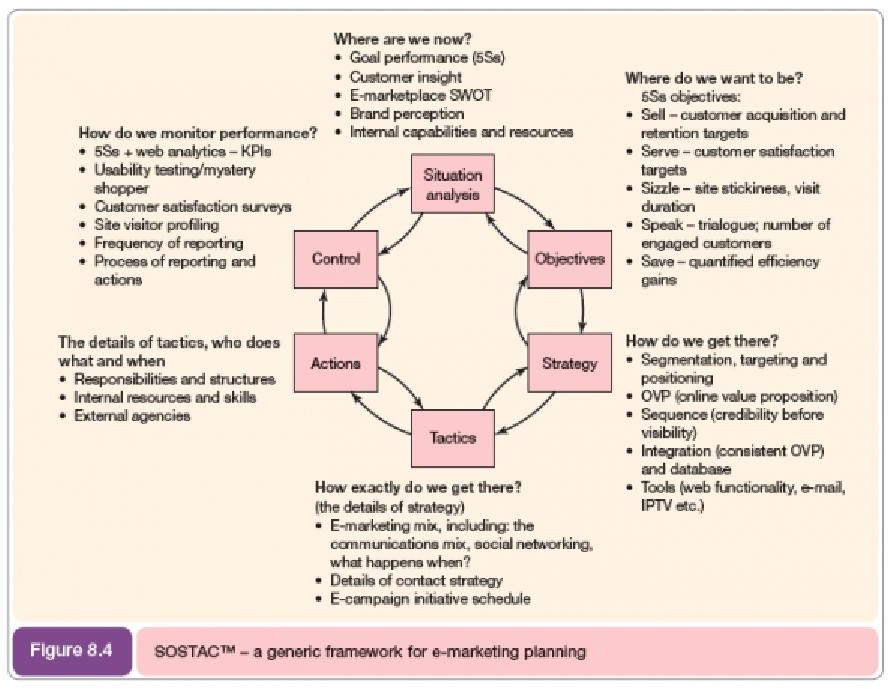 Where are we now?
• Goal performance (5Ss)
• Customer insight
• E-marketplace SWOT
• Brand perception
• Internal capabilities and resources
Where do we want to be?
5Ss objectives:
• Sell – customer acquisition and
retention targets
• Serve – customer satisfaction
targets
• Sizzle – site stickiness, visit
duration
• Speak – trialogue; number of
engaged customers
• Save – quantified efficiency
gains
How do we monitor performance?
• 5Ss + web analytics – KPIs
• Usability testing/mystery
shopper
• Customer satisfaction surveys
• Site visitor profiling
• Frequency of reporting
• Process of reporting and
actions
Situation
analysis
Control
Objectives
Actions
Strategy
Tactics
The details of tactics, who does
what and when
• Responsibilities and structures
• Internal resources and skills
• External agencies
How do we get there?
• Segmentation, targeting and
positioning
• OVP (online value proposition)
• Sequence (credibility before
visibility)
• Integration (consistent OVP)
and database
• Tools (web functionality, e-mail,
IPTV etc.)
How exactly do we get there?
(the details of strategy)
• E-marketing mix, including: the
communications mix, social networking,
what happens when?
• Details of contact strategy
• E-campaign initiative schedule
Figure 8.4
SOSTAC™ – a generic framework for e-marketing planning